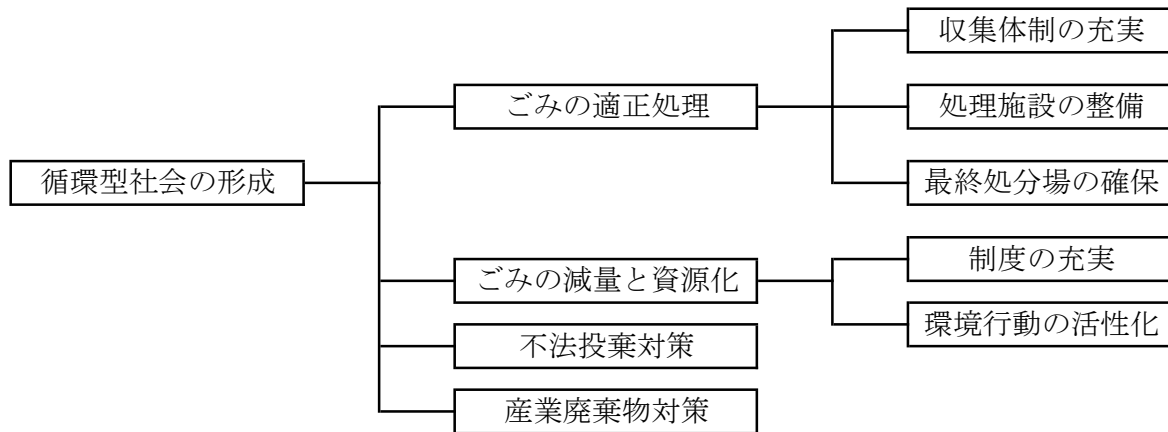 循環型社会の形成
ごみの適正処理
収集体制の充実
処理施設の整備
最終処分場の確保
ごみの減量と資源化
制度の充実
環境行動の活性化
不法投棄対策
産業廃棄物対策